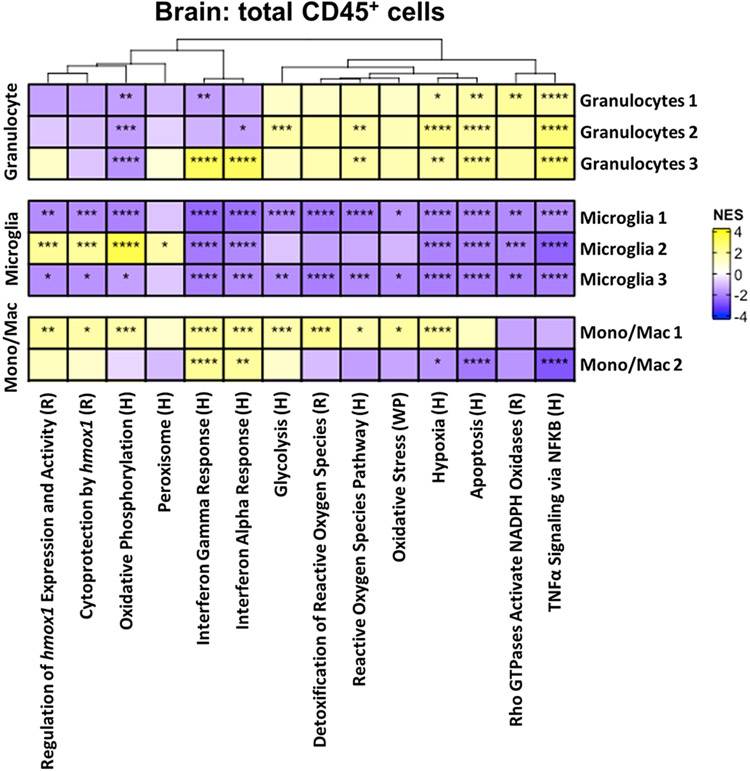 Brain: total CD45+ cells
Granulocyte
** ** * ** ** **** Granulocytes 1
*** * *** ** **** **** **** Granulocytes 2
**** **** **** ** ** **** **** Granulocytes 3
Microglia
** *** **** **** **** **** **** **** * **** **** ** **** Microglia 1
*** *** **** * **** **** **** **** *** **** Microglia 2
* * * **** *** ** **** *** * **** **** ** **** Microglia 3
Mono/Mac
** * *** **** *** *** *** * * **** Mono/Mac 1
**** ** * **** **** Mono/Mac 2
NES
4
2
0
-2
-4
Regulation of hmox1 Expression and Activity (R)
Cytoprotection by hmox1 (R)
Oxidative Phosphorylation (H)
Peroxisome (H)
Interferon Gamma Response (H)
Interferon Alpha Response (H)
Glycolysis (H)
Detoxification of Reactive Oxygen Species (R)
Reactive Oxygen Species Pathway (H)
Oxidative Stress (WP)
Hypoxia (H)
Apoptosis (H)
Rho GTPases Activate NADPH Oxidases (R)
TNFα Signaling via NFKB (H)